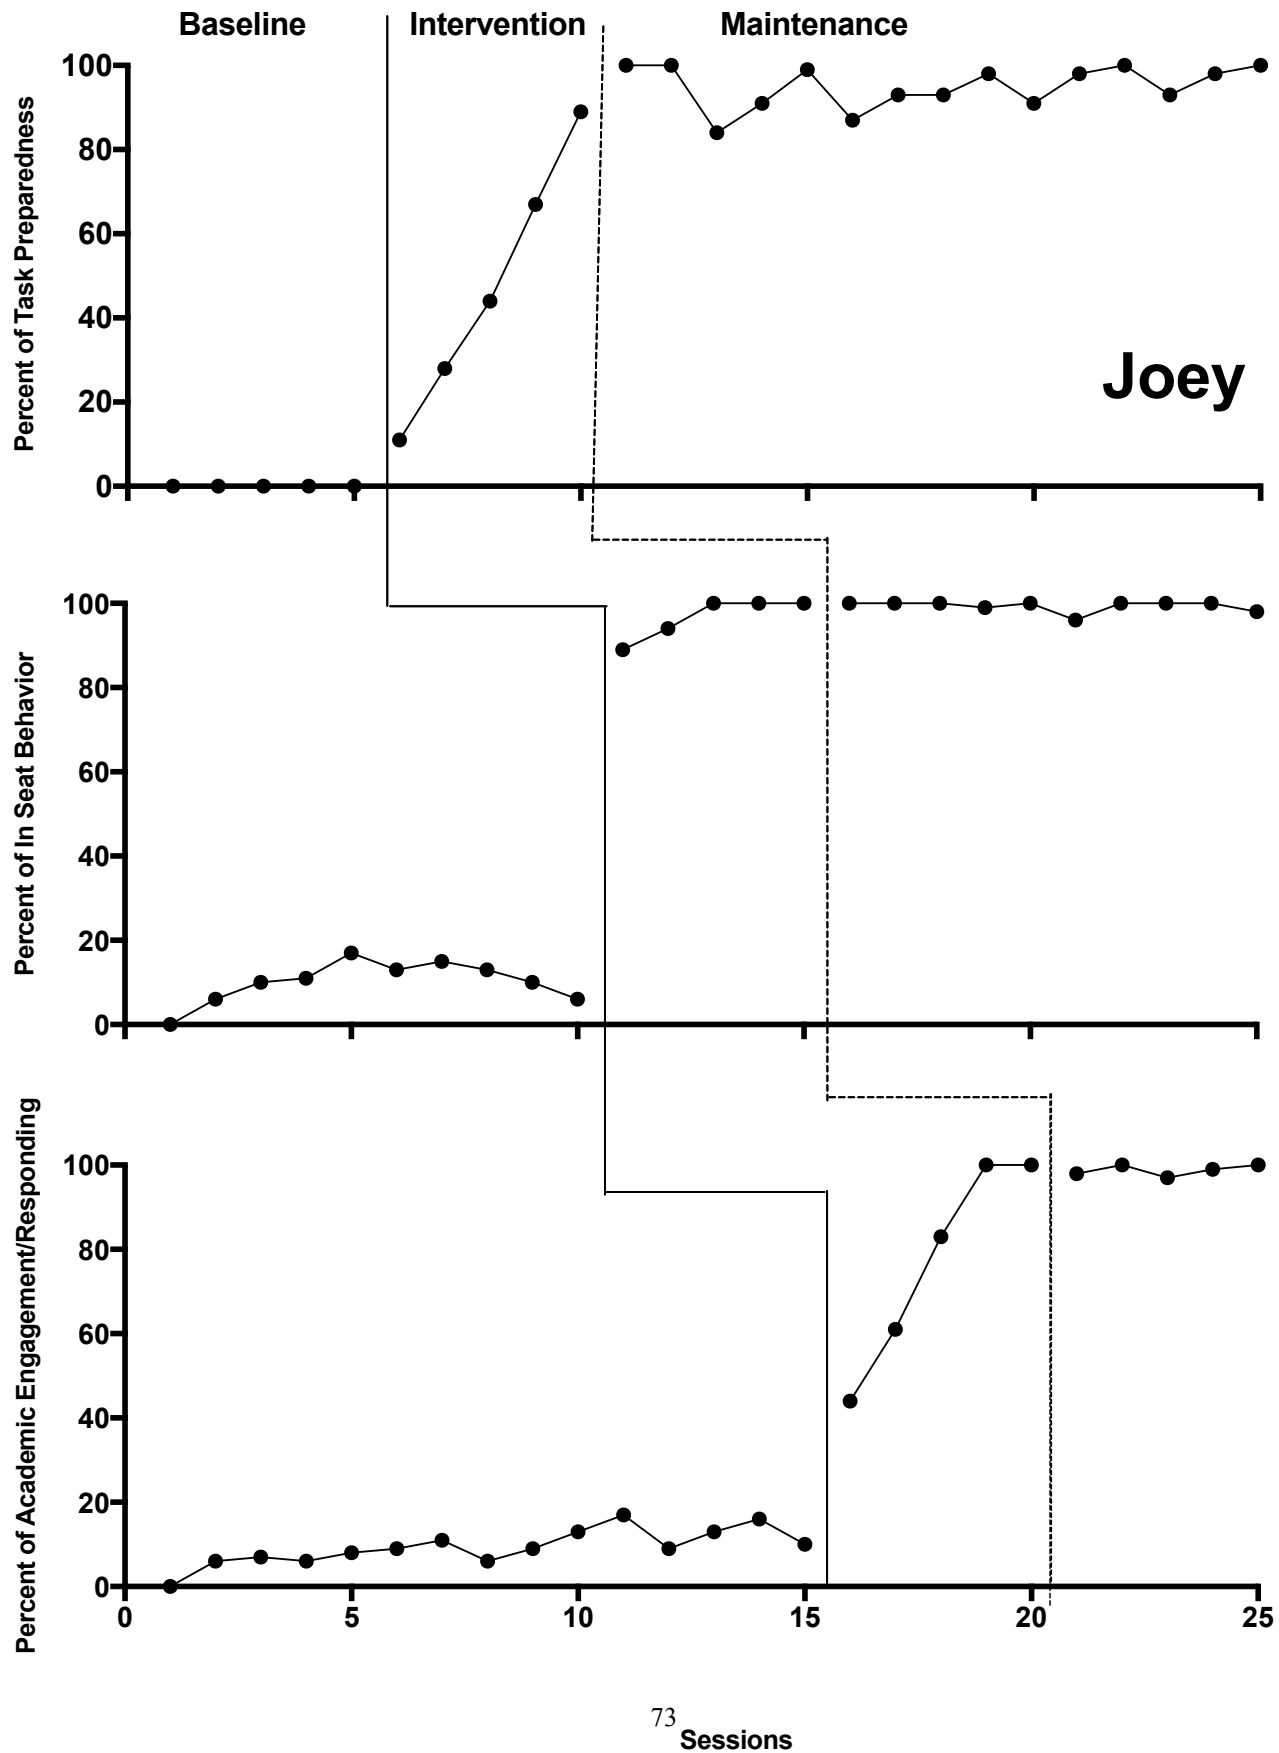 Baseline Intervention Maintenance
Percent of Task Preparedness
100
80
60
40
20
0
Joey
Percent of In Seat Behavior
100
80
60
40
20
0
Percent of Academic Engagement/Responding
100
80
60
40
20
0
0 5 10 15 20 25
73
Sessions